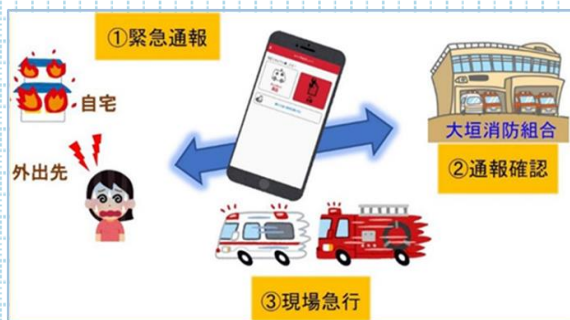 ①緊急通報
自宅
外出先
大垣消防組合
②通報確認
③現場急行